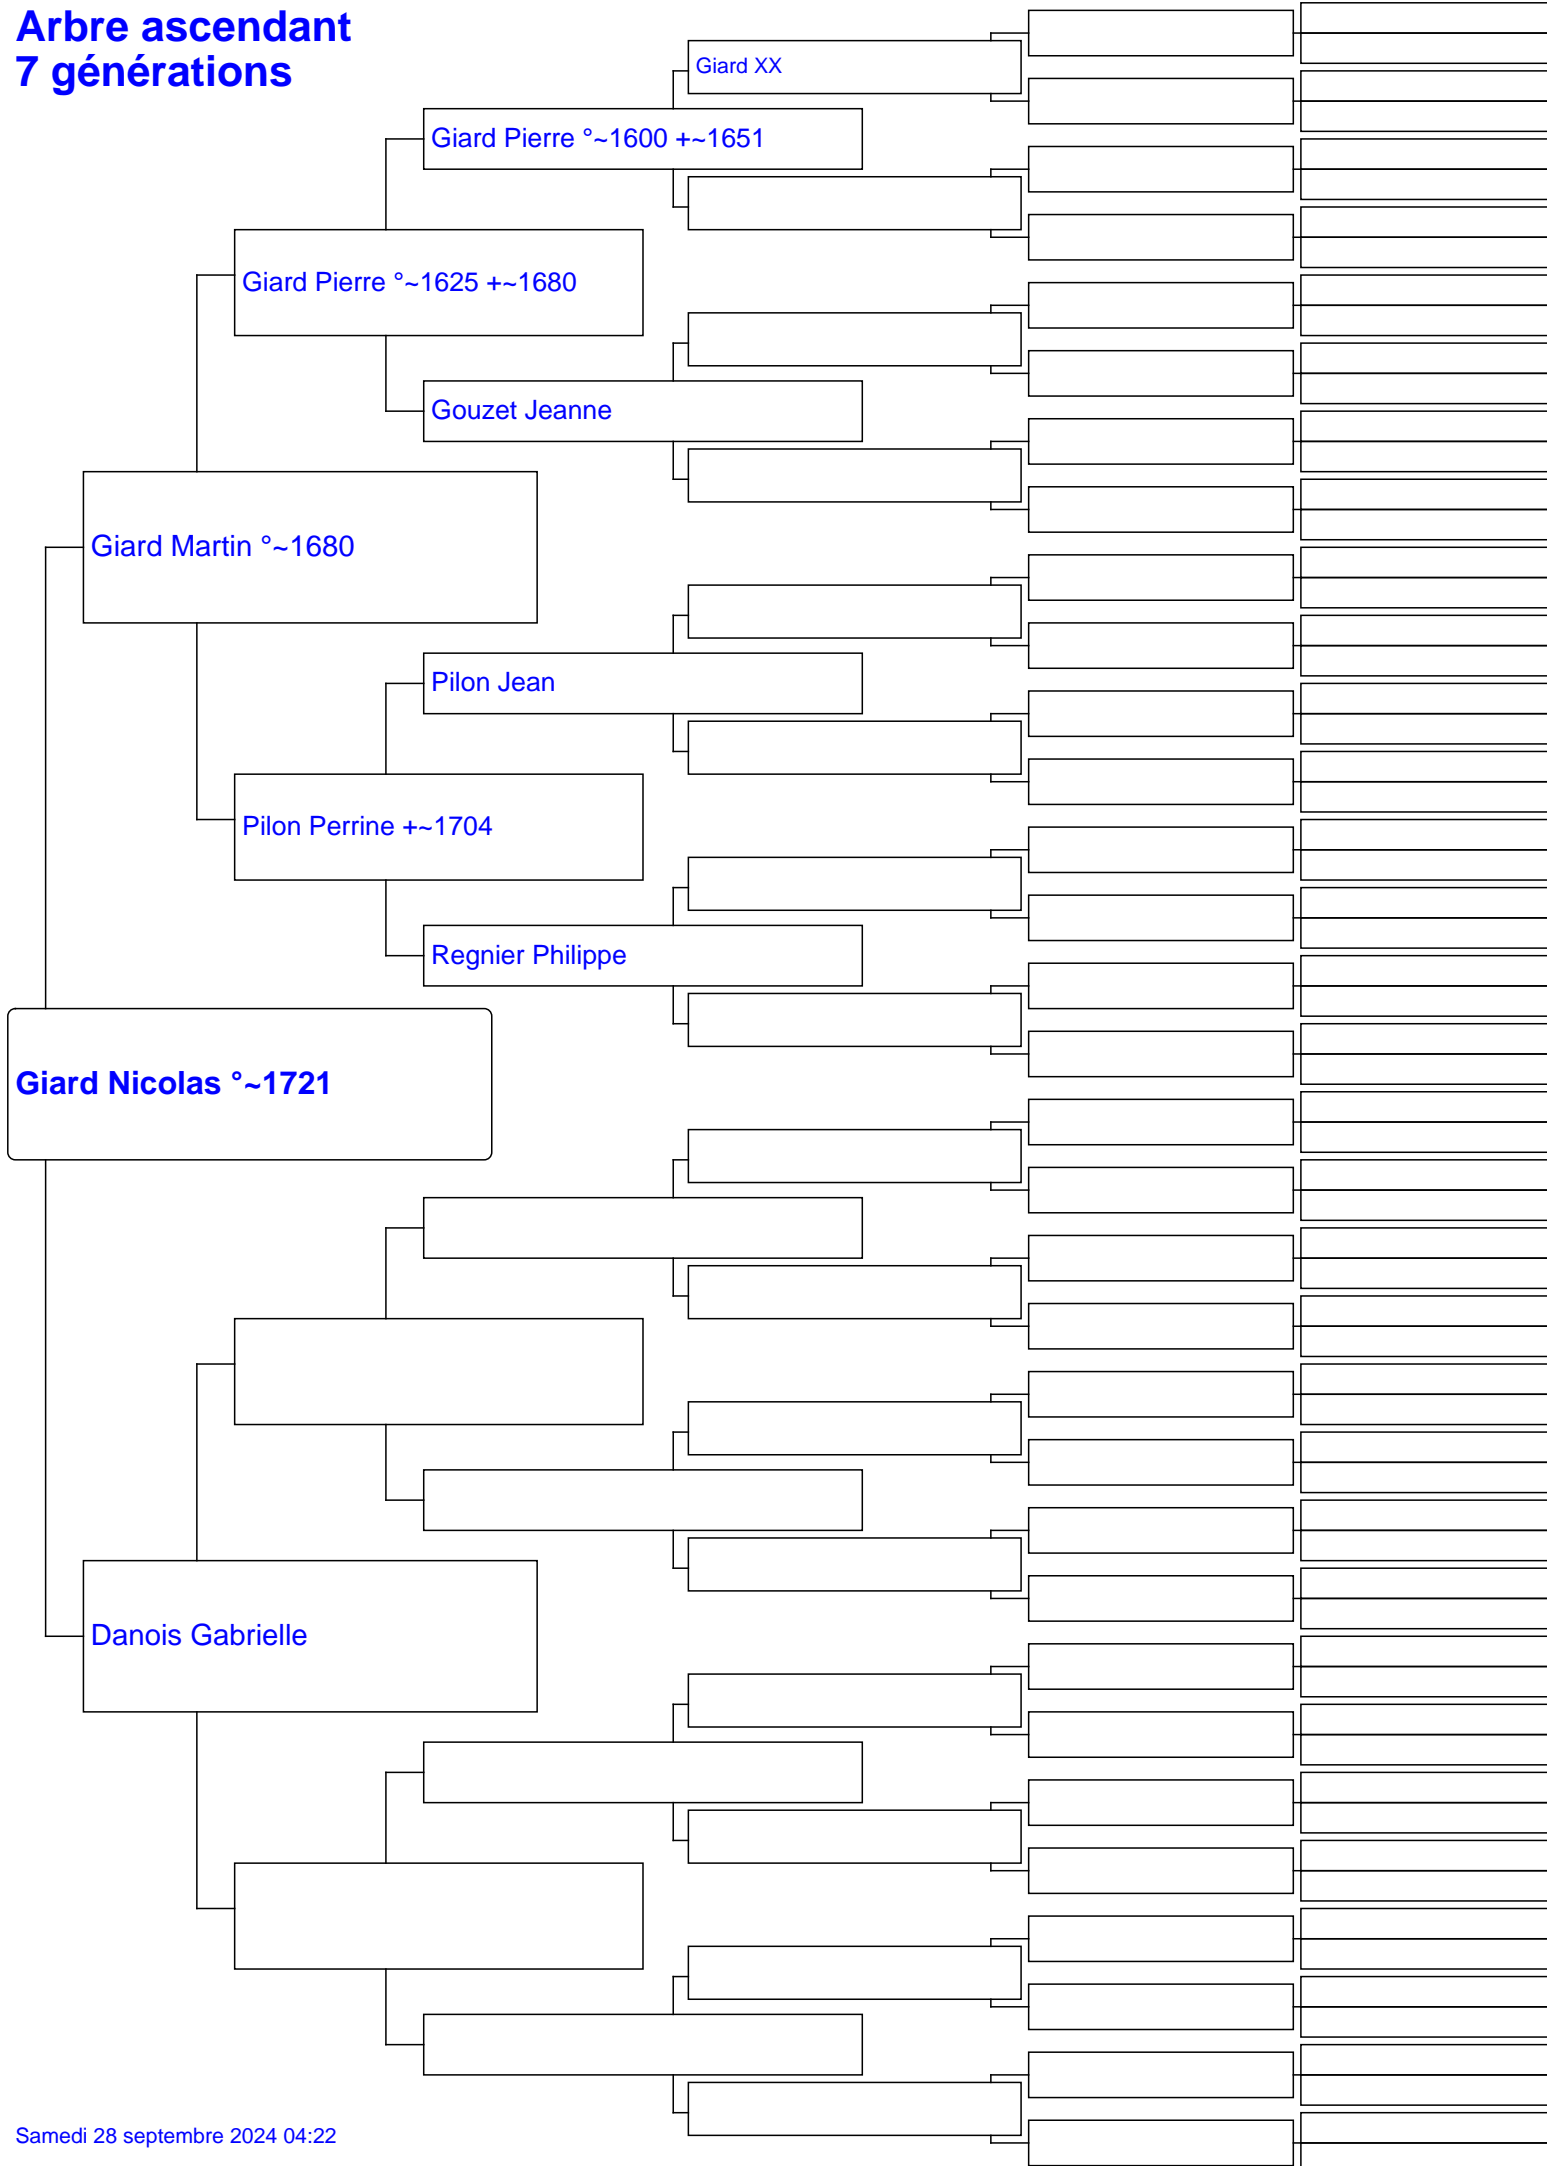 Arbre ascendant
7 générations
Giard XX
Giard Pierre °~1600 +~1651
Giard Pierre °~1625 +~1680
Gouzet Jeanne
Giard Martin °~1680
Pilon Jean
Pilon Perrine +~1704
Regnier Philippe
Giard Nicolas °~1721
Danois Gabrielle
Samedi 28 septembre 2024 04:22